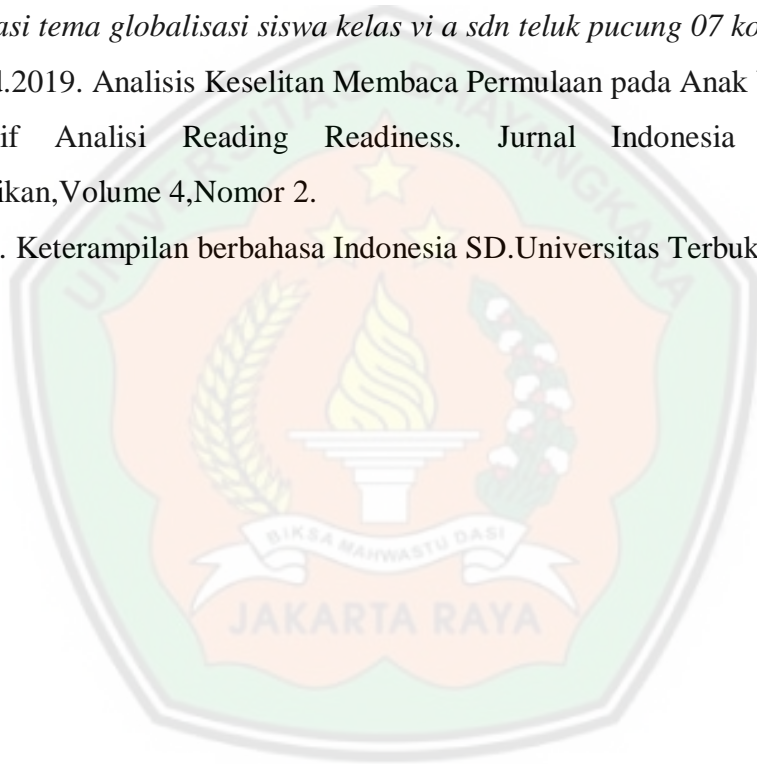 asi tema globalisasi siswa kelas vi a sdn teluk pucung 07 ko
l.2019. Analisis Keselitan Membaca Permulaan pada Anak
if Analisi Reading Readiness. Jurnal Indonesia
ikan,Volume 4,Nomor 2.
. Keterampilan berbahasa Indonesia SD.Universitas Terbuk
UNIVERSITAS BHAYANGKARA
BIKSA MAHWASTU DASI
JAKARTA RAYA